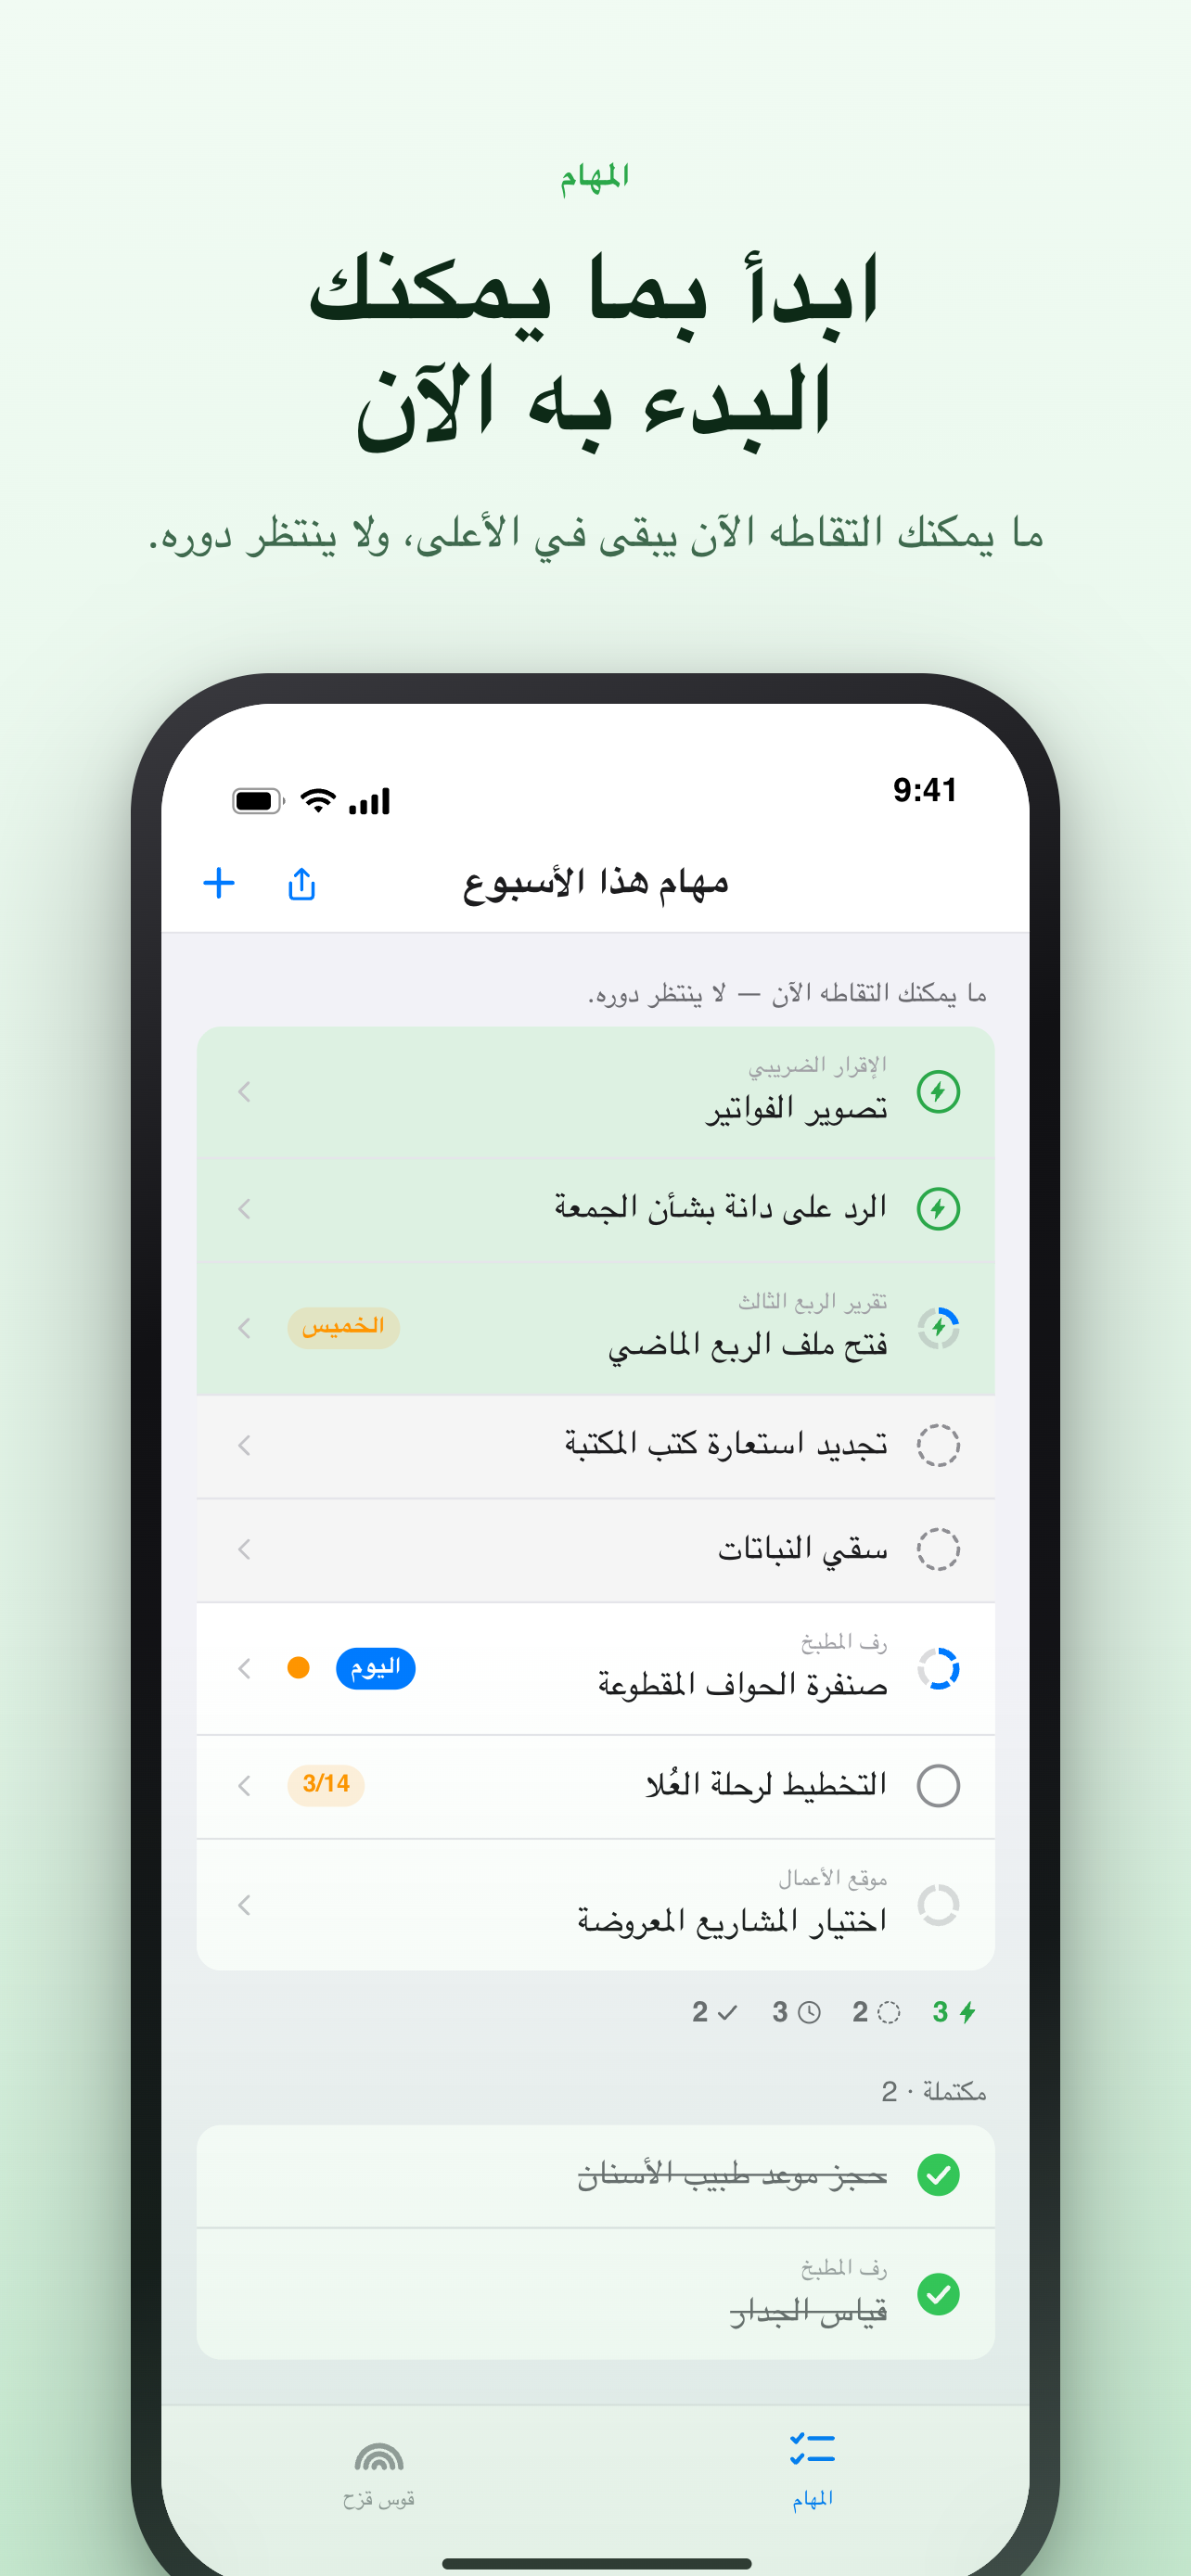 المهام
ابدأ بما يمكنك
البدء به الآن
ما يمكنك التقاطه الآن يبقى في الأعلى، ولا ينتظر دوره.
9:41
مهام هذا الأسبوع
ما يمكنك التقاطه الآن — لا ينتظر دوره.
الإقرار الضريبي
تصوير الفواتير
الرد على دانة بشأن الجمعة
تقرير الربع الثالث
فتح ملف الربع الماضي
الخميس
تجديد استعارة كتب المكتبة
سقي النباتات
رف المطبخ
صنفرة الحواف المقطوعة
اليوم
التخطيط لرحلة العُلا
3/14
موقع الأعمال
اختيار المشاريع المعروضة
3 2 3 2
مكتملة · 2
حجز موعد طبيب الأسنان
رف المطبخ
قياس الجدار
المهام
قوس قزح